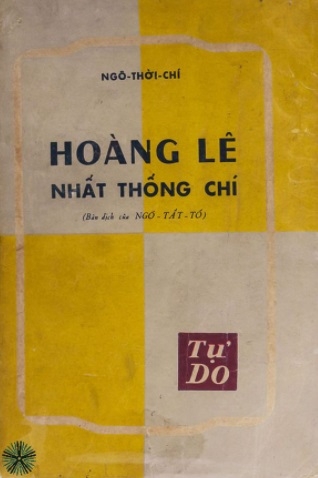 NGÔ-THỜI-CHÍ
HOÀNG LÊ
NHẤT THỐNG CHÍ
(Bản dịch của NGÔ-TẤT-TỐ)
Tự
DO